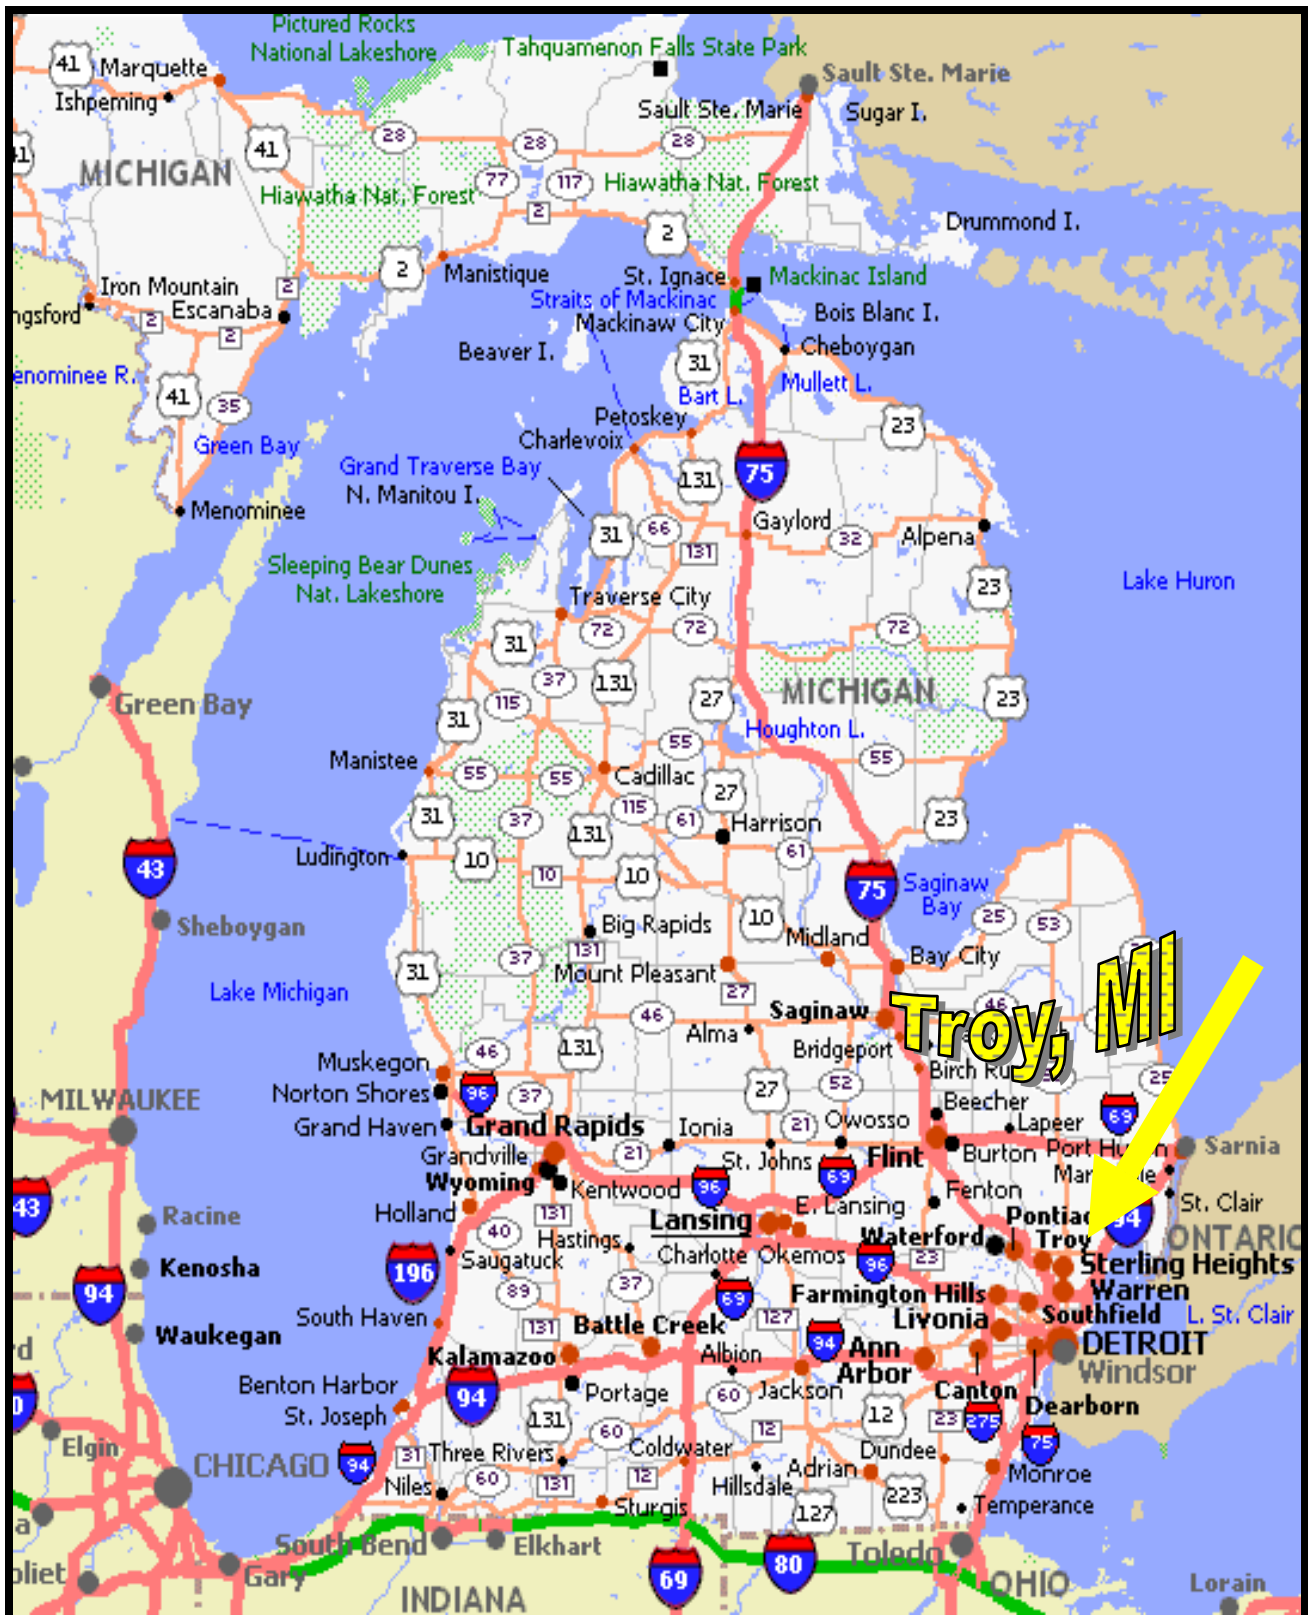 Pictured Rocks
National Lakeshore
Tahquamenon Falls State Park
41
Marquette
Sault Ste. Marie
Ishpeming
Sault Ste. Marie
Sugar I.
28
28
28
41
41
MICHIGAN
77
117
Hiawatha Nat. Forest
Hiawatha Nat. Forest
2
Drummond I.
2
2
Manistique
St. Ignace
Mackinac Island
Iron Mountain
2
Straits of Mackinac
ngsford
Escanaba
Bois Blanc I.
2
2
Mackinaw City
Beaver I.
Cheboygan
31
enominee R.
Mullett L.
41
35
Bart L.
Petoskey
23
Green Bay
Charlevoix
Grand Traverse Bay
75
N. Manitou I.
131
Menominee
Gaylord
31
66
32
Alpena
131
Sleeping Bear Dunes
Nat. Lakeshore
23
Lake Huron
Traverse City
31
72
72
72
37
131
MICHIGAN
27
23
115
Green Bay
31
Houghton L.
55
Manistee
55
55
55
Cadillac
27
115
31
37
61
Harrison
23
131
61
Ludington
10
43
10
10
75
Saginaw
Bay
25
53
10
Sheboygan
Big Rapids
Midland
131
37
Bay City
31
Mount Pleasant
Lake Michigan
27
Troy, MI
46
Saginaw
46
Alma
131
Bridgeport
46
Muskegon
Birch Ru
25
52
Norton Shores
96
37
27
MILWAUKEE
Beecher
69
Grand Haven
Grand Rapids
Ionia
21
Owosso
Lapeer
Grandville
21
St. Johns
Flint
Burton
Port Huron
Sarnia
Wyoming
Kentwood
96
69
43
Fenton
St. Clair
Holland
131
Lansing
E. Lansing
Pontiac
94
Racine
40
Hastings
Waterford
Troy
ONTARIO
Saugatuck
Charlotte
Okemos
96
23
Kenosha
196
Sterling Heights
94
37
69
Farmington Hills
Warren
89
127
Livonia
Southfield
L. St. Clair
South Haven
131
Battle Creek
94
Waukegan
Ann
Arbor
DETROIT
Kalamazoo
Albion
Windsor
Benton Harbor
94
Portage
60
Jackson
Canton
Dearborn
St. Joseph
131
12
23
275
60
12
75
Elgin
31
Three Rivers
Coldwater
Dundee
CHICAGO
94
60
12
Adrian
Monroe
Niles
131
Hillsdale
223
Sturgis
127
Temperance
South Bend
Elkhart
Toledo
Gary
69
80
oliet
OHIO
Lorain
INDIANA